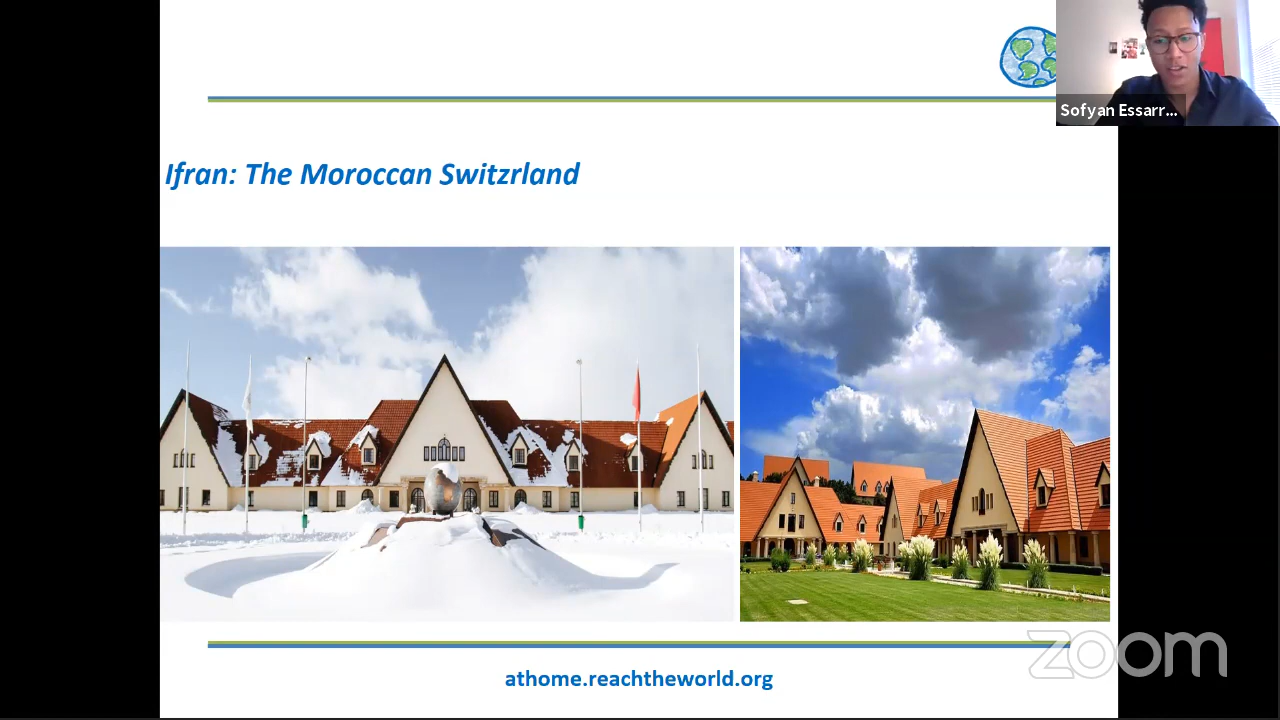 Sofyan Essarr...
Ifran: The Moroccan Switzrland
athome.reachtheworld.org
zoom